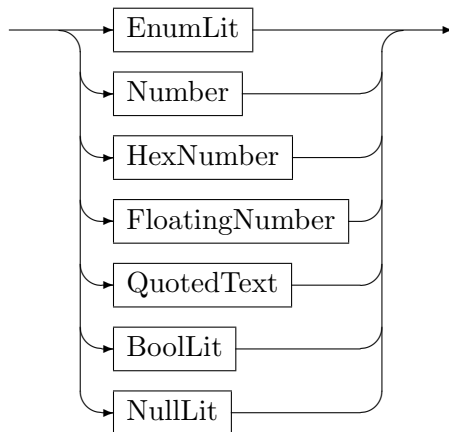 EnumLit
Number
HexNumber
FloatingNumber
QuotedText
BoolLit
NullLit